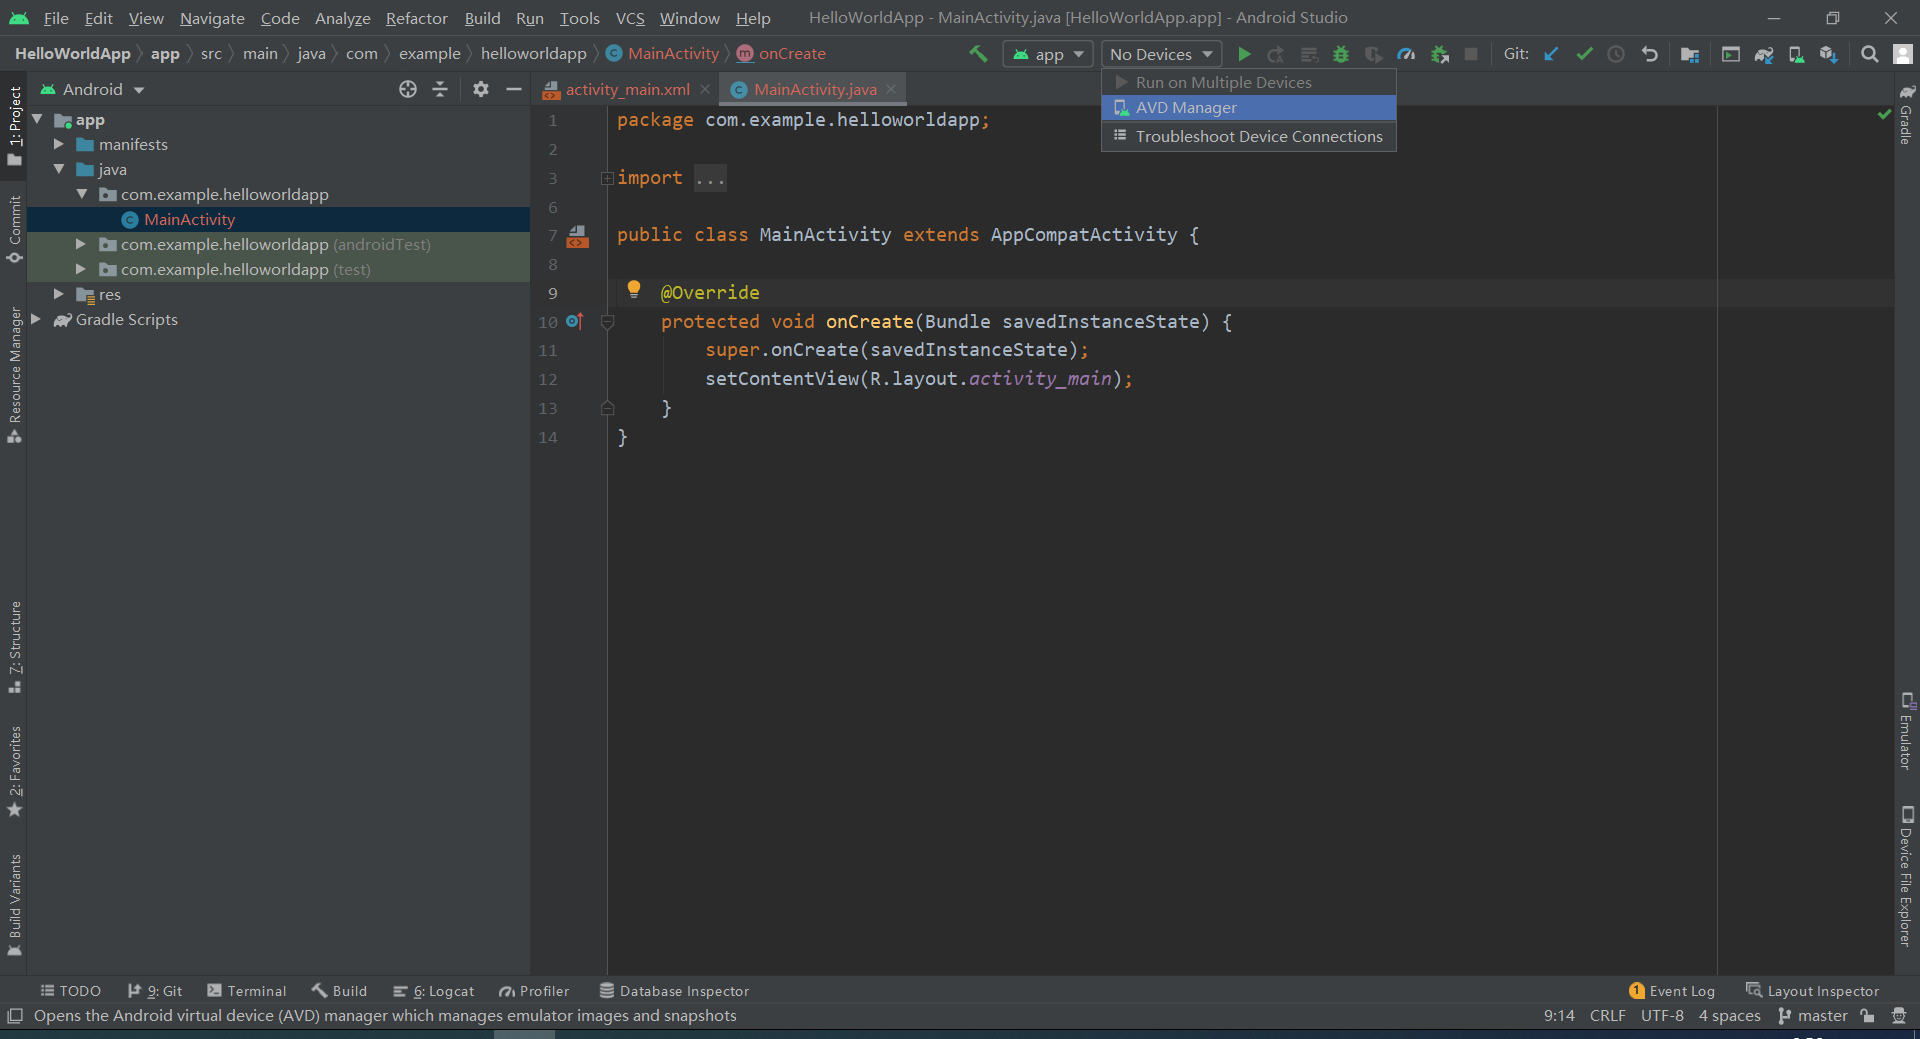 File Edit View Navigate Code Analyze Refactor Build Run Tools VCS Window Help HelloWorldApp - MainActivity.java [HelloWorldApp.app] - Android Studio
HelloWorldApp app src main java com example helloworldapp MainActivity onCreate app No Devices Git:
Run on Multiple Devices
AVD Manager
Troubleshoot Device Connections
Android
activity_main.xml MainActivity.java
app
manifests
java
com.example.helloworldapp
MainActivity
com.example.helloworldapp (androidTest)
com.example.helloworldapp (test)
res
Gradle Scripts
1: Project
Commit
Resource Manager
7: Structure
2: Favorites
Build Variants
1 package com.example.helloworldapp;
2
3 import ...
6
7 public class MainActivity extends AppCompatActivity {
8
9 @Override
10 protected void onCreate(Bundle savedInstanceState) {
11 super.onCreate(savedInstanceState);
12 setContentView(R.layout.activity_main);
13 }
14 }
Gradle
Emulator
Device File Explorer
TODO 9: Git Terminal Build 6: Logcat Profiler Database Inspector 1 Event Log Layout Inspector
Opens the Android virtual device (AVD) manager which manages emulator images and snapshots 9:14 CRLF UTF-8 4 spaces master